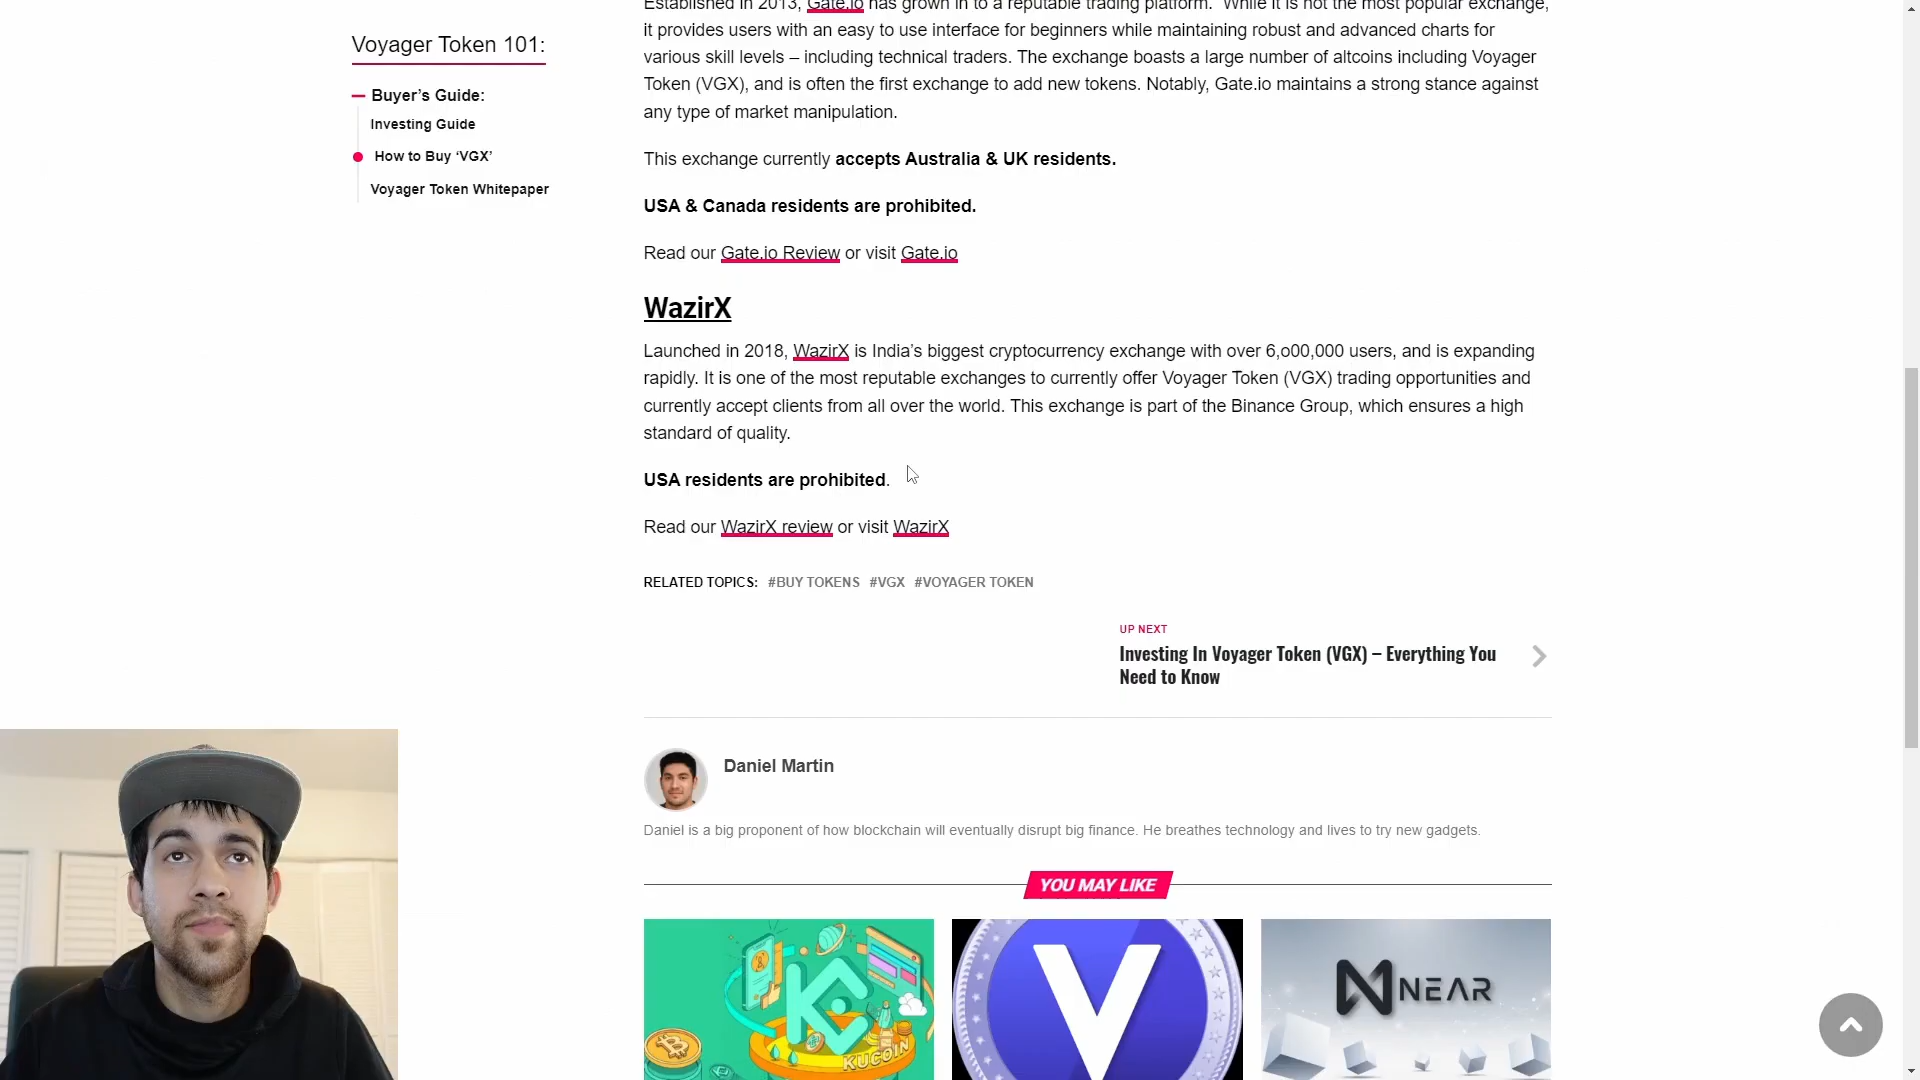 Established in 2013, Gate.io has grown in to a reputable trading platform. While it is not the most popular exchange,
Voyager Token 101:
it provides users with an easy to use interface for beginners while maintaining robust and advanced charts for
various skill levels – including technical traders. The exchange boasts a large number of altcoins including Voyager
Token (VGX), and is often the first exchange to add new tokens. Notably, Gate.io maintains a strong stance against
any type of market manipulation.
Buyer's Guide:
Investing Guide
How to Buy ‘VGX’
Voyager Token Whitepaper
This exchange currently accepts Australia & UK residents.
USA & Canada residents are prohibited.
Read our Gate.io Review or visit Gate.io
WazirX
Launched in 2018, WazirX is India’s biggest cryptocurrency exchange with over 6,o00,000 users, and is expanding
rapidly. It is one of the most reputable exchanges to currently offer Voyager Token (VGX) trading opportunities and
currently accept clients from all over the world. This exchange is part of the Binance Group, which ensures a high
standard of quality.
USA residents are prohibited.
Read our WazirX review or visit WazirX
RELATED TOPICS: #BUY TOKENS #VGX #VOYAGER TOKEN
UP NEXT
Investing In Voyager Token (VGX) – Everything You
Need to Know
Daniel Martin
Daniel is a big proponent of how blockchain will eventually disrupt big finance. He breathes technology and lives to try new gadgets.
YOU MAY LIKE
KUCOIN
V
NEAR